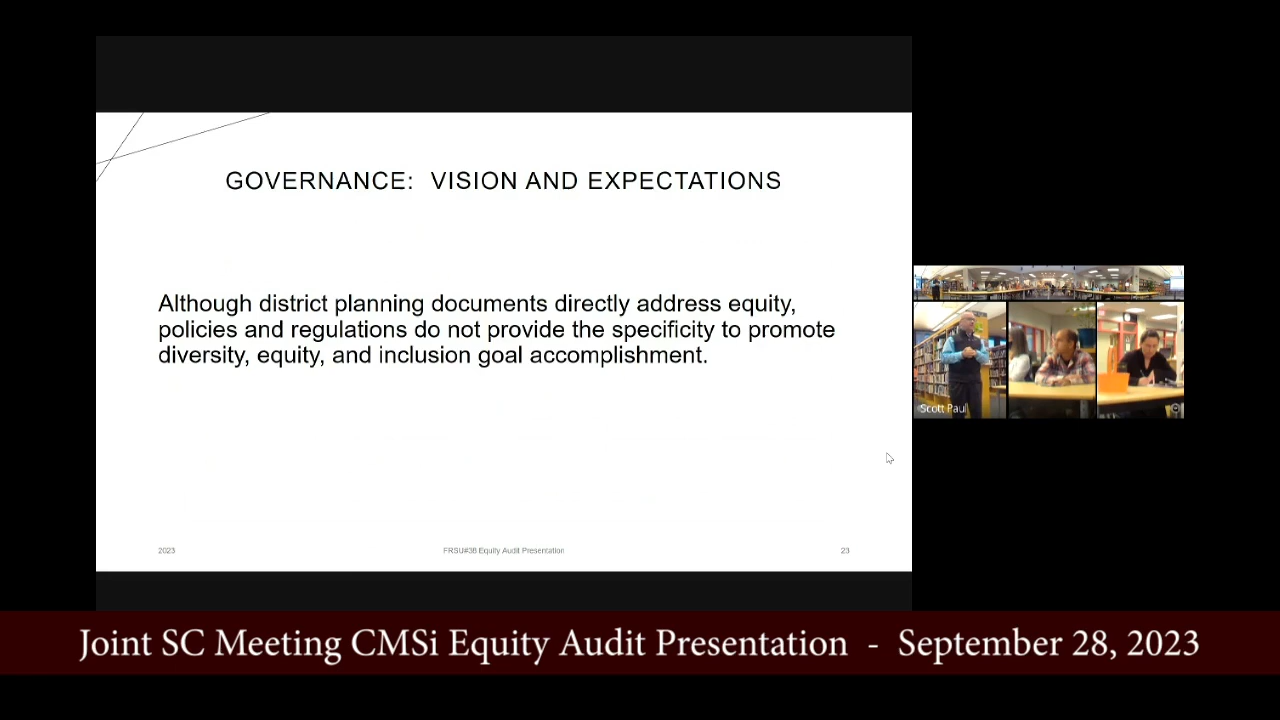 GOVERNANCE: VISION AND EXPECTATIONS
Although district planning documents directly address equity,
policies and regulations do not provide the specificity to promote
diversity, equity, and inclusion goal accomplishment.
2023
FRSU#38 Equity Audit Presentation
23
Scott Paul
Joint SC Meeting CMSi Equity Audit Presentation - September 28, 2023